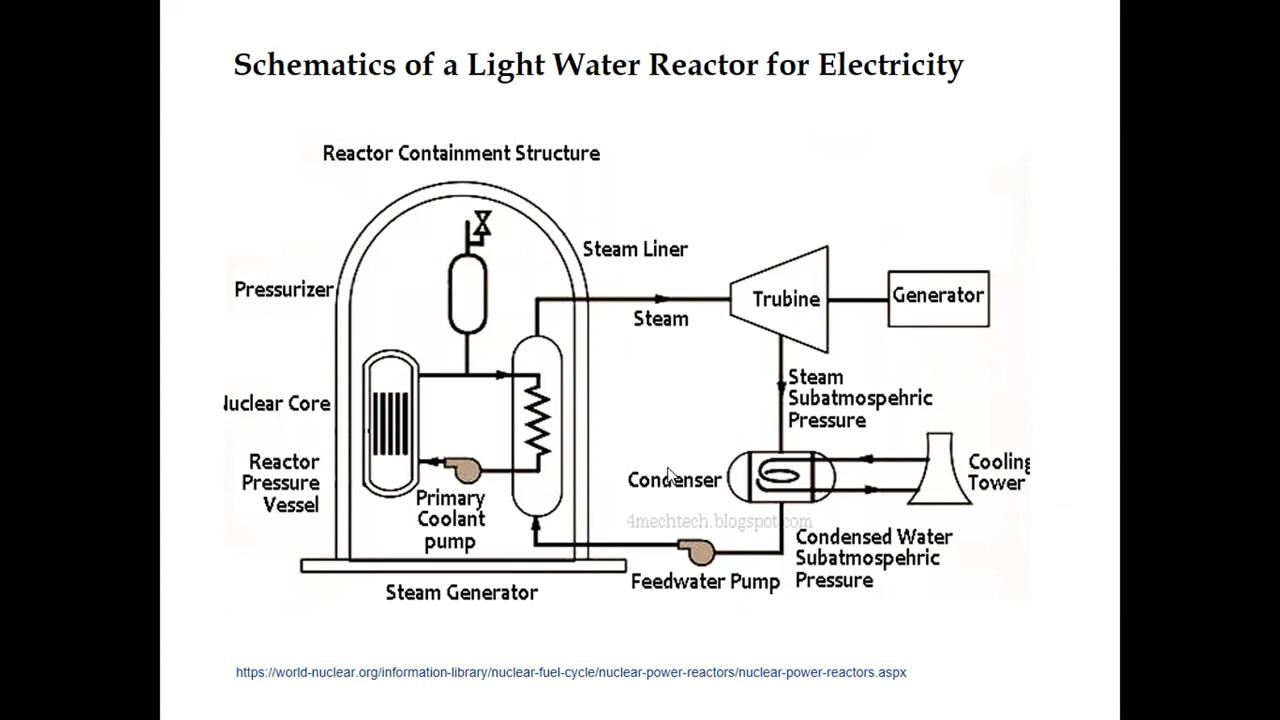 Schematics of a Light Water Reactor for Electricity
Reactor Containment Structure
Steam Liner
Pressurizer
Trubine
Generator
Steam
Steam
Subatmospehric
Pressure
Nuclear Core
Reactor
Pressure
Vessel
Primary
Coolant
pump
Condenser
Cooling
Tower
4mechtech.blogspot.com
Condensed Water
Subatmospehric
Pressure
Feedwater Pump
Steam Generator
https://world-nuclear.org/information-library/nuclear-fuel-cycle/nuclear-power-reactors/nuclear-power-reactors.aspx